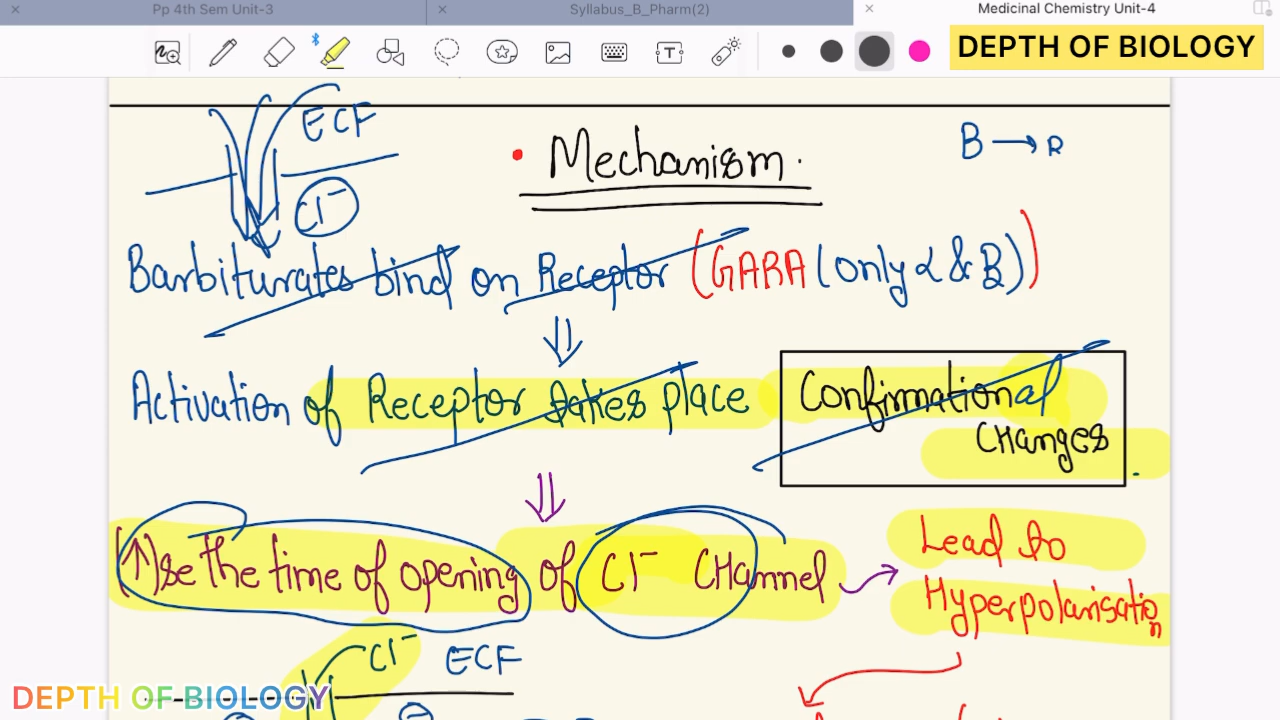 Pp 4th Sem Unit-3
Syllabus_B_Pharm(2)
Medicinal Chemistry Unit-4
DEPTH OF BIOLOGY
ECF
Cl⁻
• Mechanism.
B → R
Barbiturates bind on Receptor (GABA (only α & β))
Activation of Receptor takes place
Confirmational
CHanges
(↑)se the time of opening of Cl⁻ CHannel
Lead to
Hyperpolarisation
Cl⁻ ECF
DEPTH OF BIOLOGY